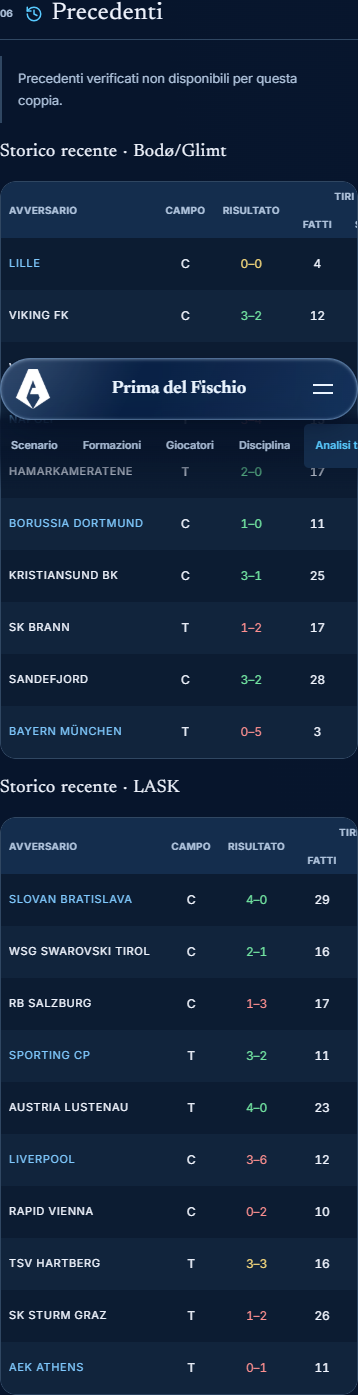 06 Precedenti
Precedenti verificati non disponibili per questa
coppia.
Storico recente · Bodø/Glimt
TIRI
AVVERSARIO CAMPO RISULTATO
FATTI
LILLE C 0–0 4
VIKING FK C 3–2 12
Prima del Fischio
Scenario Formazioni Giocatori Disciplina Analisi t
HAMARKAMERATENE T 2–0 17
BORUSSIA DORTMUND C 1–0 11
KRISTIANSUND BK C 3–1 25
SK BRANN T 1–2 17
SANDEFJORD C 3–2 28
BAYERN MÜNCHEN T 0–5 3
Storico recente · LASK
TIRI
AVVERSARIO CAMPO RISULTATO
FATTI
SLOVAN BRATISLAVA C 4–0 29
WSG SWAROVSKI TIROL C 2–1 16
RB SALZBURG C 1–3 17
SPORTING CP T 3–2 11
AUSTRIA LUSTENAU T 4–0 23
LIVERPOOL C 3–6 12
RAPID VIENNA C 0–2 10
TSV HARTBERG T 3–3 16
SK STURM GRAZ T 1–2 26
AEK ATHENS T 0–1 11